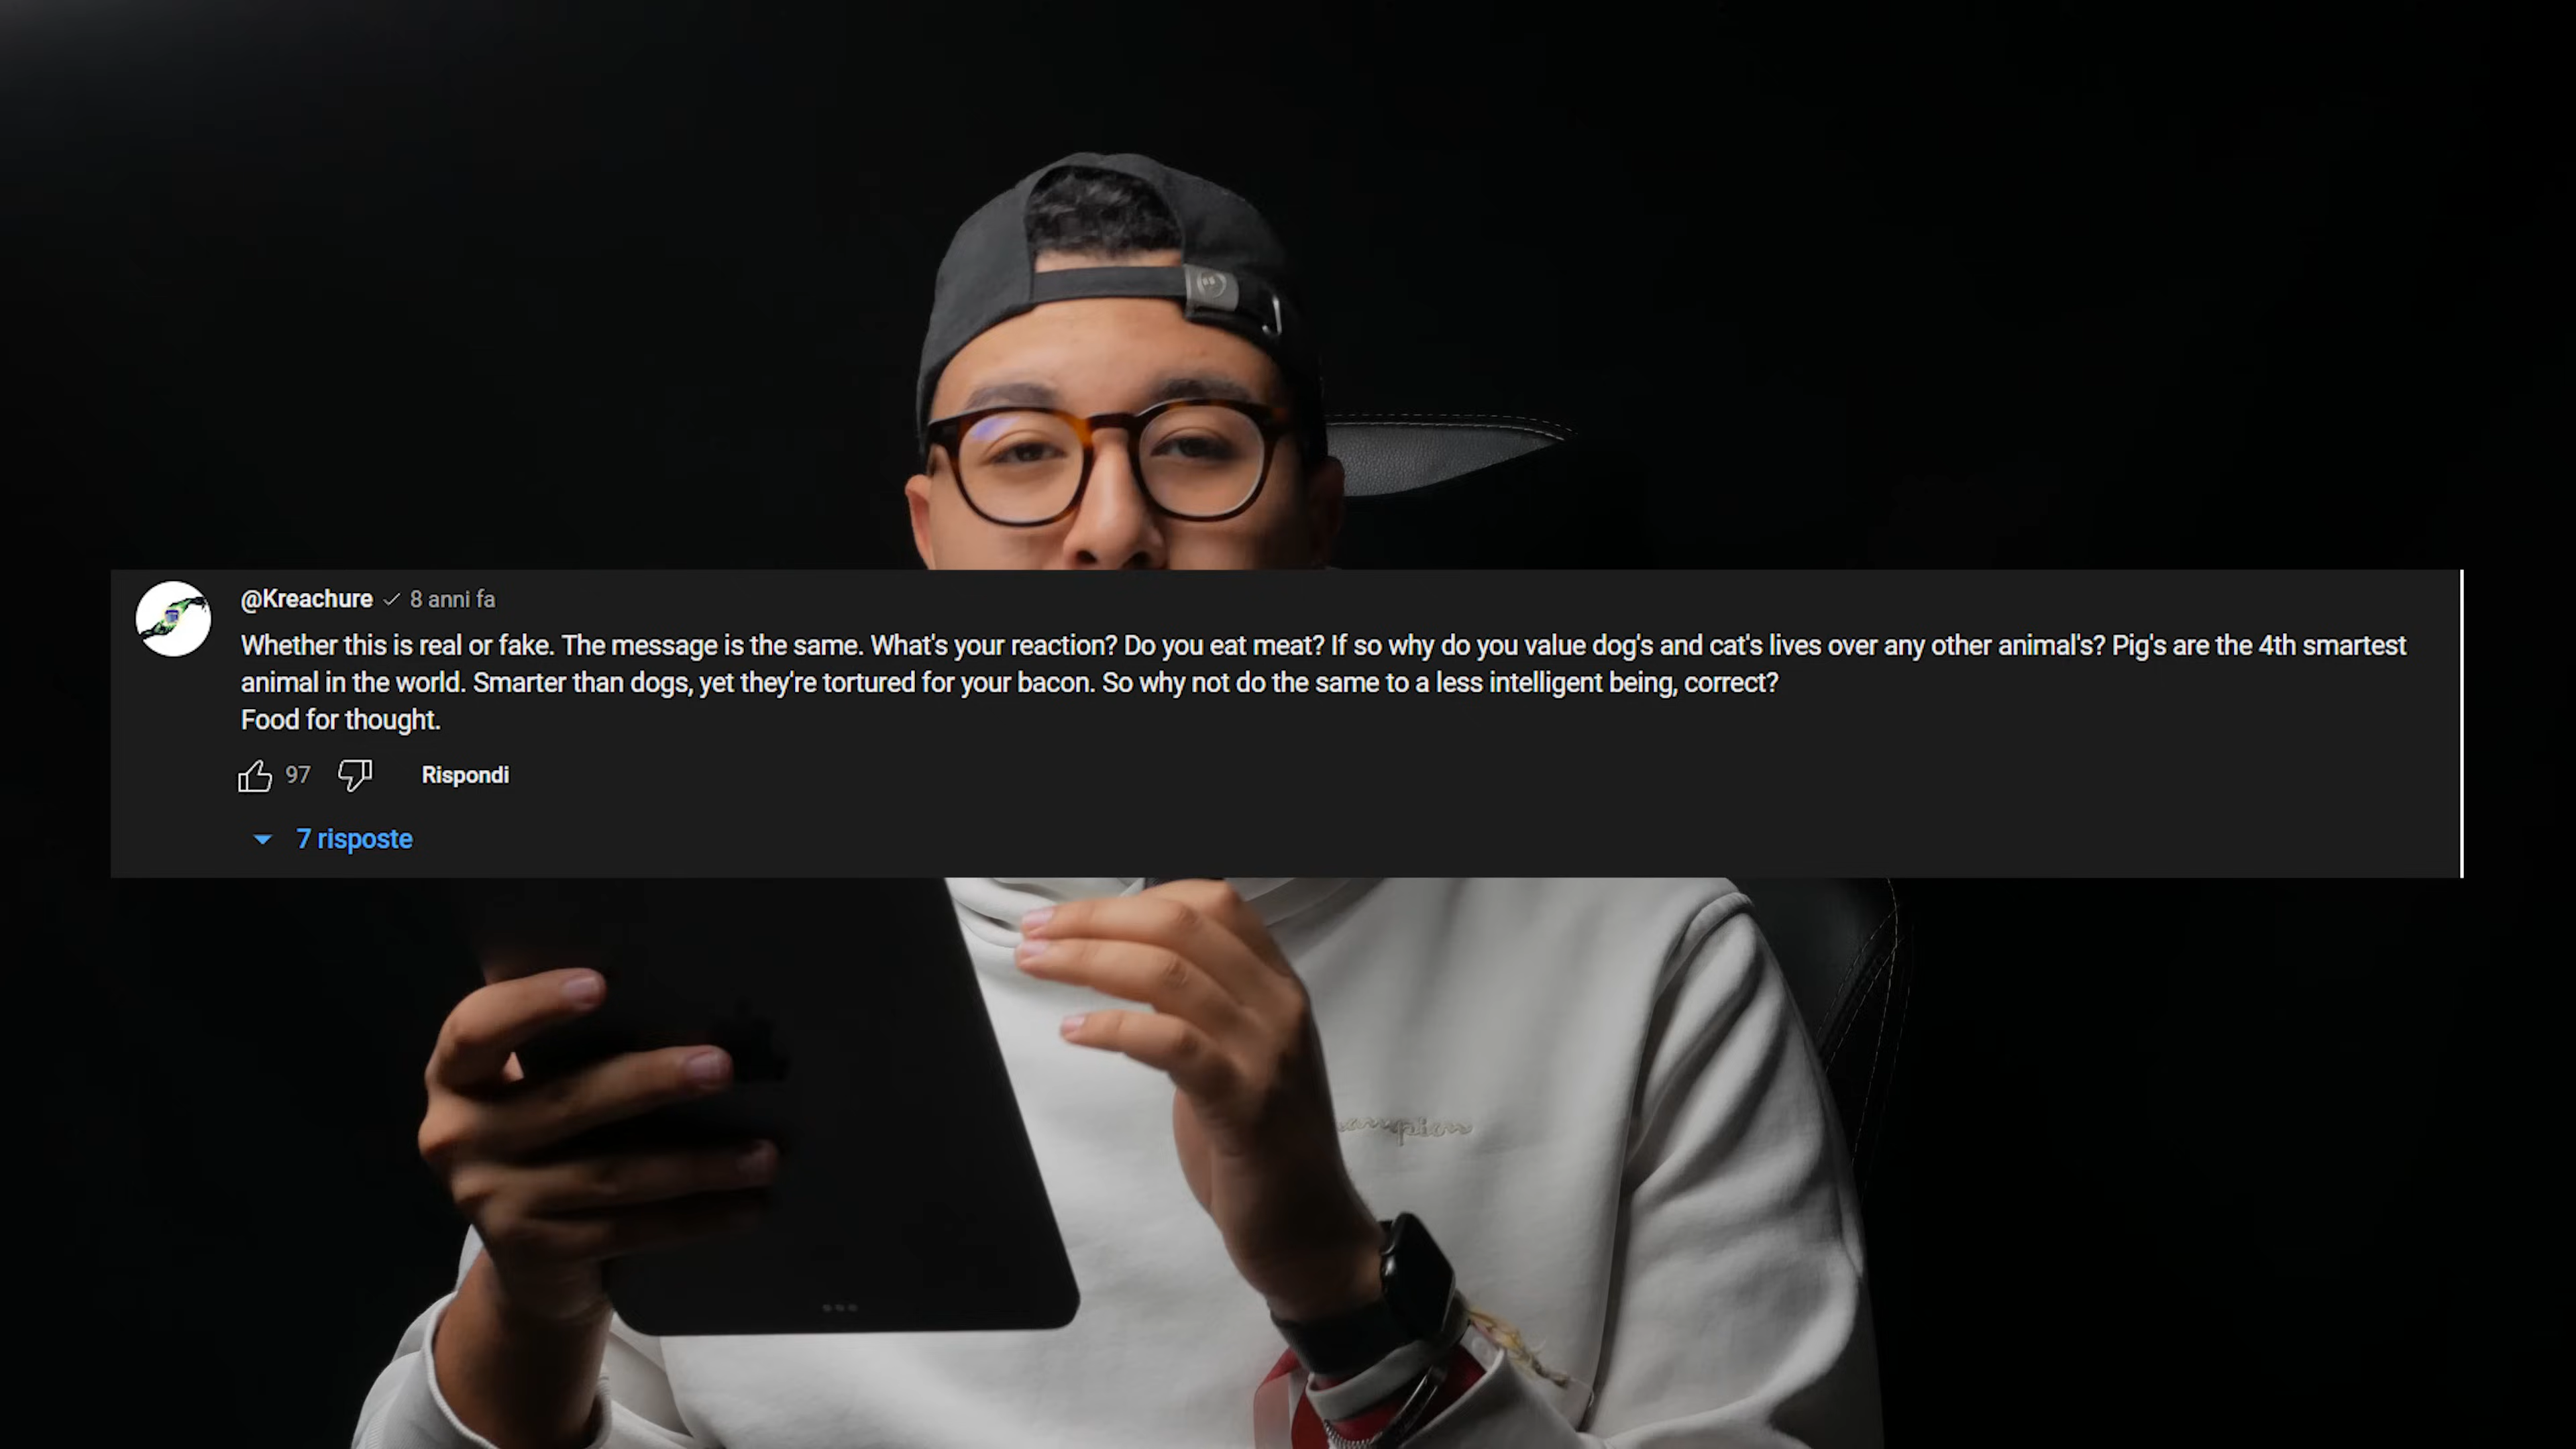 @Kreachure 8 anni fa
Whether this is real or fake. The message is the same. What's your reaction? Do you eat meat? If so why do you value dog's and cat's lives over any other animal's? Pig's are the 4th smartest
animal in the world. Smarter than dogs, yet they're tortured for your bacon. So why not do the same to a less intelligent being, correct?
Food for thought.
97 Rispondi
7 risposte